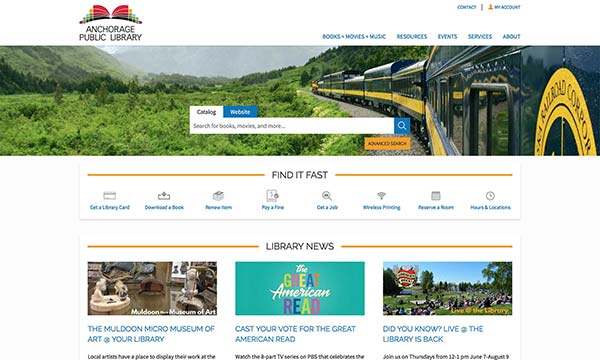 CONTACT
MY ACCOUNT
ANCHORAGE
PUBLIC LIBRARY
BOOKS + MOVIES + MUSIC
RESOURCES
EVENTS
SERVICES
ABOUT
Catalog
Website
Search for books, movies, and more...
ADVANCED SEARCH
RAILROAD CORPOR
FIND IT FAST
Get a Library Card
Download a Book
Renew Item
Pay a Fine
Get a Job
Wireless Printing
Reserve a Room
Hours & Locations
LIBRARY NEWS
Muldoon Micro Museum
of Art
the
GREAT
American
READ
Live @ the Library
THE MULDOON MICRO MUSEUM OF
ART @ YOUR LIBRARY
CAST YOUR VOTE FOR THE GREAT
AMERICAN READ
DID YOU KNOW? LIVE @ THE
LIBRARY IS BACK!
Local artists have a place to display their work at the
Watch the 8-part TV series on PBS that celebrates the
Join us on Thursdays from 12-1 from June 7-August 9